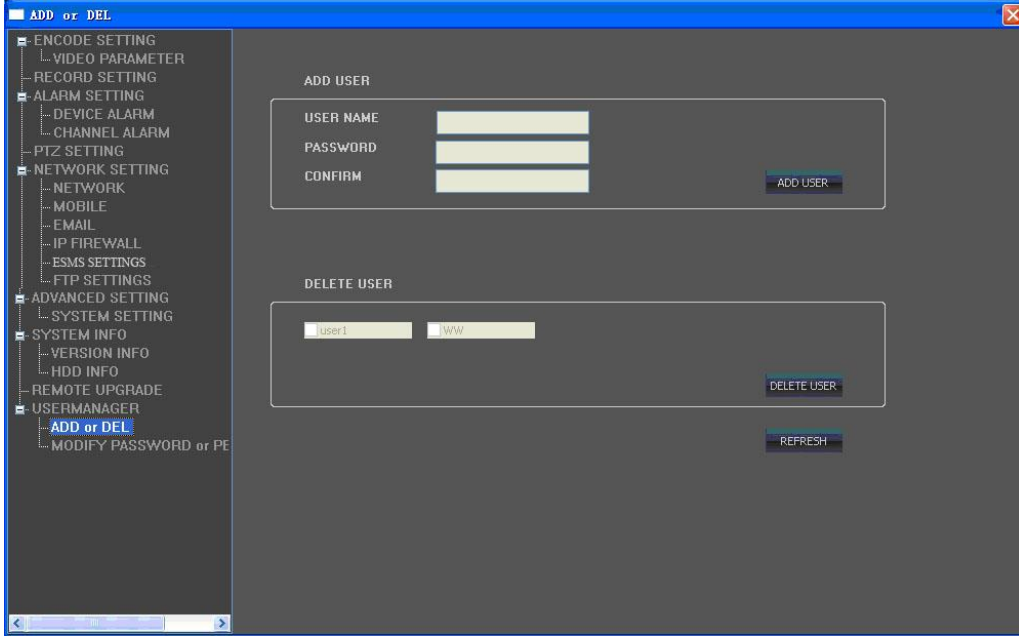 ADD or DEL
ENCODE SETTING
VIDEO PARAMETER
RECORD SETTING
ALARM SETTING
DEVICE ALARM
CHANNEL ALARM
PTZ SETTING
NETWORK SETTING
NETWORK
MOBILE
EMAIL
IP FIREWALL
ESMS SETTINGS
FTP SETTINGS
ADVANCED SETTING
SYSTEM SETTING
SYSTEM INFO
VERSION INFO
HDD INFO
REMOTE UPGRADE
USERMANAGER
ADD or DEL
MODIFY PASSWORD or PE
ADD USER
USER NAME
PASSWORD
CONFIRM
ADD USER
DELETE USER
user1 WW
DELETE USER
REFRESH